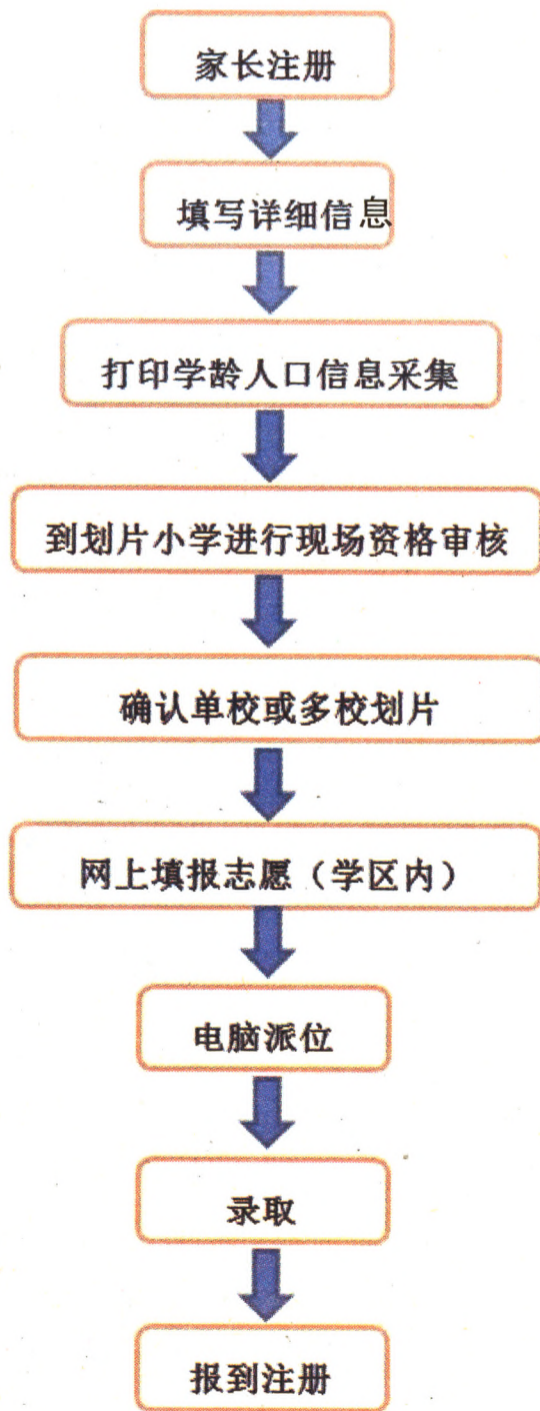 家长注册
填写详细信息
打印学龄人口信息采集
到划片小学进行现场资格审核
确认单校或多校划片
网上填报志愿（学区内）
电脑派位
录取
报到注册